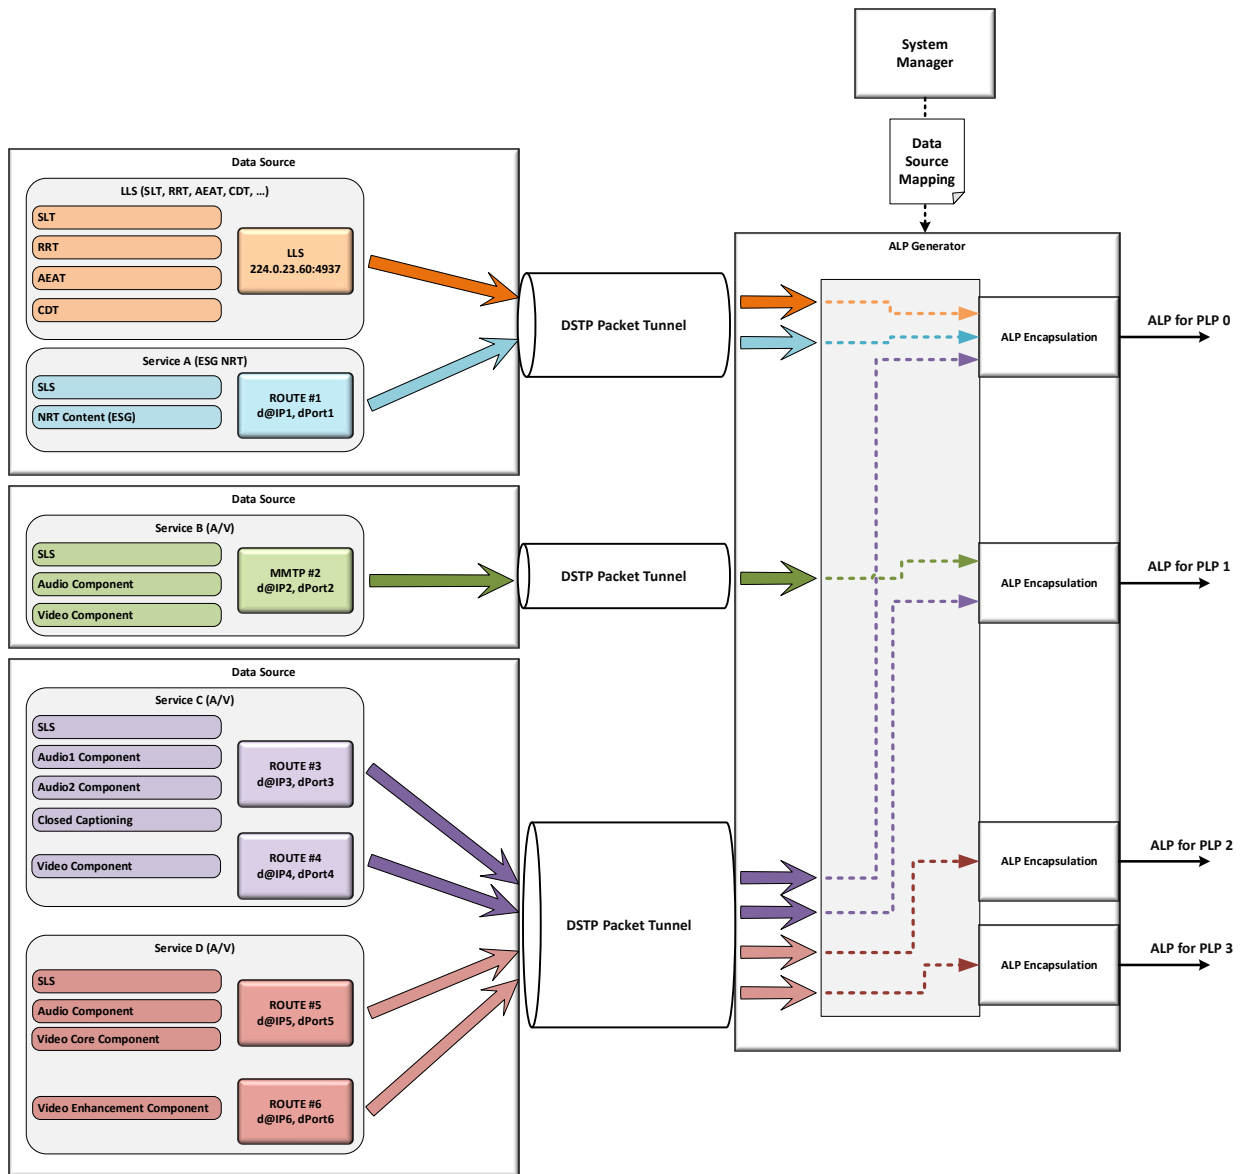 System
Manager
Data
Source
Mapping
Data Source
LLS (SLT, RRT, AEAT, CDT, ...)
SLT
RRT
AEAT
CDT
LLS
224.0.23.60:4937
Service A (ESG NRT)
SLS
NRT Content (ESG)
ROUTE #1
d@IP1, dPort1
DSTP Packet Tunnel
Data Source
Service B (A/V)
SLS
Audio Component
Video Component
MMTP #2
d@IP2, dPort2
DSTP Packet Tunnel
Data Source
Service C (A/V)
SLS
Audio1 Component
Audio2 Component
Closed Captioning
Video Component
ROUTE #3
d@IP3, dPort3
ROUTE #4
d@IP4, dPort4
Service D (A/V)
SLS
Audio Component
Video Core Component
Video Enhancement Component
ROUTE #5
d@IP5, dPort5
ROUTE #6
d@IP6, dPort6
DSTP Packet Tunnel
ALP Generator
ALP Encapsulation
ALP for PLP 0
ALP Encapsulation
ALP for PLP 1
ALP Encapsulation
ALP for PLP 2
ALP Encapsulation
ALP for PLP 3